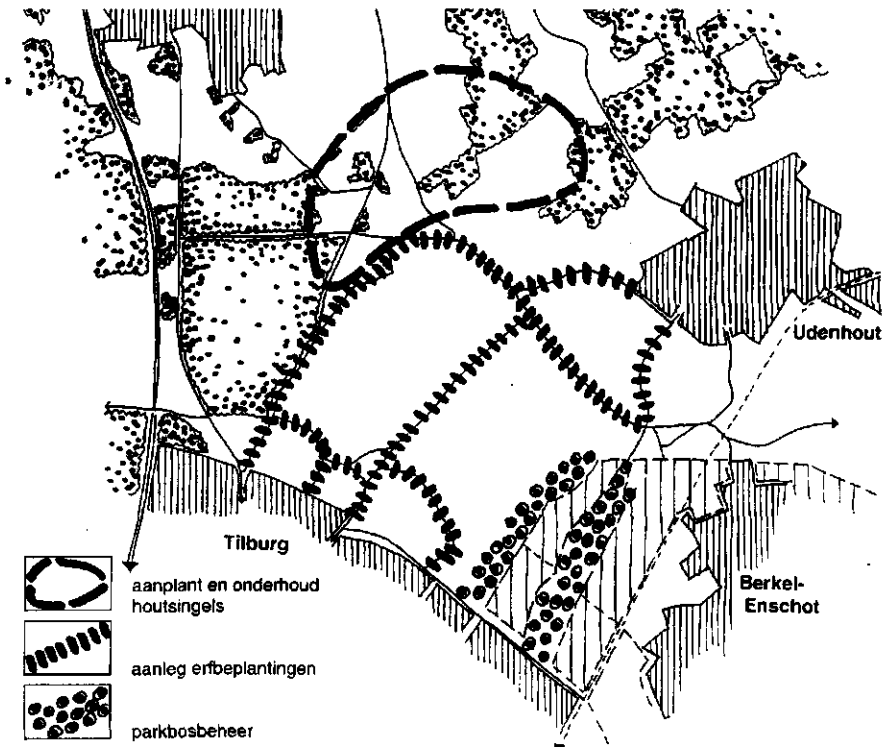 Udenhout
Tilburg
Berkel-
Enschot
aanplant en onderhoud
houtsingels
aanleg erfbeplantingen
parkbosbeheer